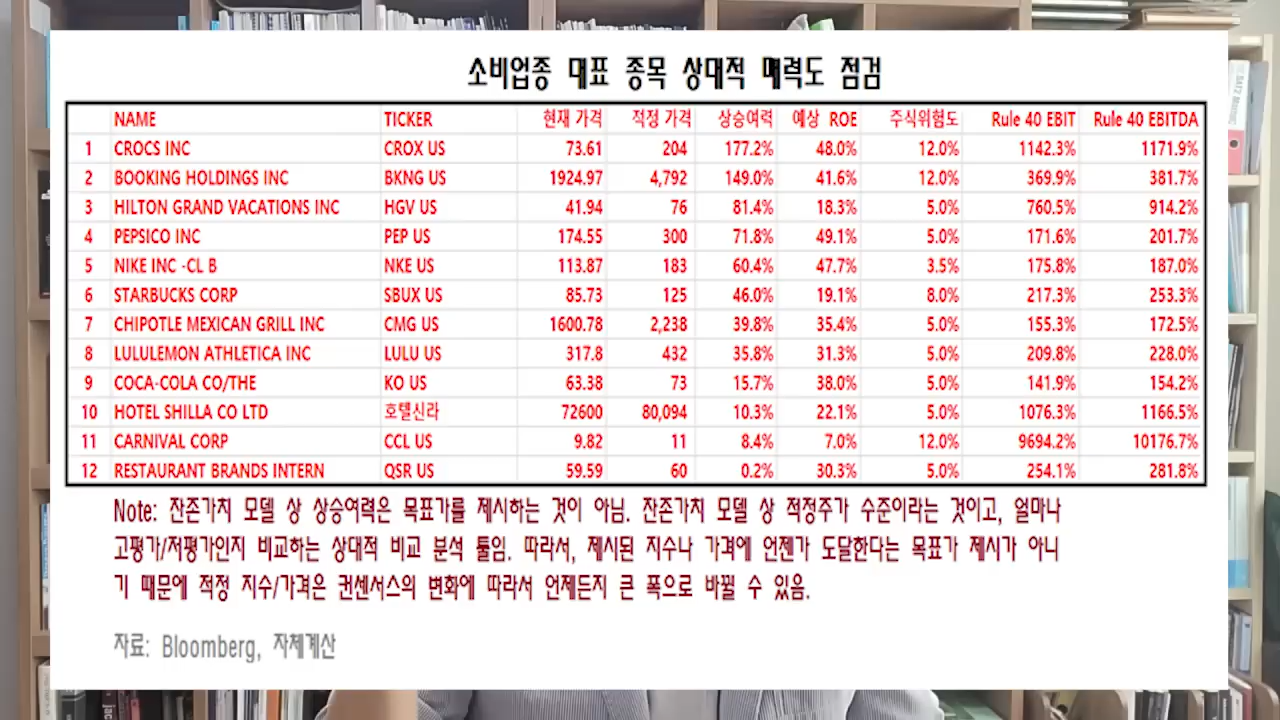 소비업종 대표 종목 상대적 매력도 점검
NAME TICKER 현재 가격 적정 가격 상승여력 예상 ROE 주식위험도 Rule 40 EBIT Rule 40 EBITDA
1 CROCS INC CROX US 73.61 204 177.2% 48.0% 12.0% 1142.3% 1171.9%
2 BOOKING HOLDINGS INC BKNG US 1924.97 4,792 149.0% 41.6% 12.0% 369.9% 381.7%
3 HILTON GRAND VACATIONS INC HGV US 41.94 76 81.4% 18.3% 5.0% 760.5% 914.2%
4 PEPSICO INC PEP US 174.55 300 71.8% 49.1% 5.0% 171.6% 201.7%
5 NIKE INC -CL B NKE US 113.87 183 60.4% 47.7% 3.5% 175.8% 187.0%
6 STARBUCKS CORP SBUX US 85.73 125 46.0% 19.1% 8.0% 217.3% 253.3%
7 CHIPOTLE MEXICAN GRILL INC CMG US 1600.78 2,238 39.8% 35.4% 5.0% 155.3% 172.5%
8 LULULEMON ATHLETICA INC LULU US 317.8 432 35.8% 31.3% 5.0% 209.8% 228.0%
9 COCA-COLA CO/THE KO US 63.38 73 15.7% 38.0% 5.0% 141.9% 154.2%
10 HOTEL SHILLA CO LTD 호텔신라 72600 80,094 10.3% 22.1% 5.0% 1076.3% 1166.5%
11 CARNIVAL CORP CCL US 9.82 11 8.4% 7.0% 12.0% 9694.2% 10176.7%
12 RESTAURANT BRANDS INTERN QSR US 59.59 60 0.2% 30.3% 5.0% 254.1% 281.8%
Note: 잔존가치 모델 상 상승여력은 목표가를 제시하는 것이 아님. 잔존가치 모델 상 적정주가 수준이라는 것이고, 얼마나
고평가/저평가인지 비교하는 상대적 비교 분석 툴임. 따라서, 제시된 지수나 가격에 언젠가 도달한다는 목표가 제시가 아니
기 때문에 적정 지수/가격은 컨센서스의 변화에 따라서 언제든지 큰 폭으로 바뀔 수 있음.
자료: Bloomberg, 자체계산